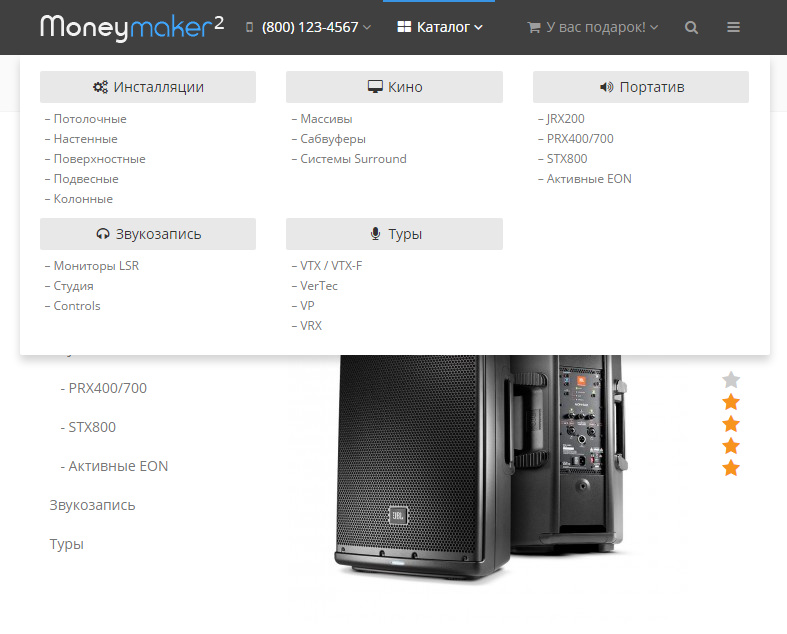 Moneymaker2
(800) 123-4567
Каталог
У вас подарок!
Инсталляции
– Потолочные
– Настенные
– Поверхностные
– Подвесные
– Колонные
Кино
– Массивы
– Сабвуферы
– Системы Surround
Портатив
– JRX200
– PRX400/700
– STX800
– Активные EON
Звукозапись
– Мониторы LSR
– Студия
– Controls
Туры
– VTX / VTX-F
– VerTec
– VP
– VRX
- PRX400/700
- STX800
- Активные EON
Звукозапись
Туры
JBL